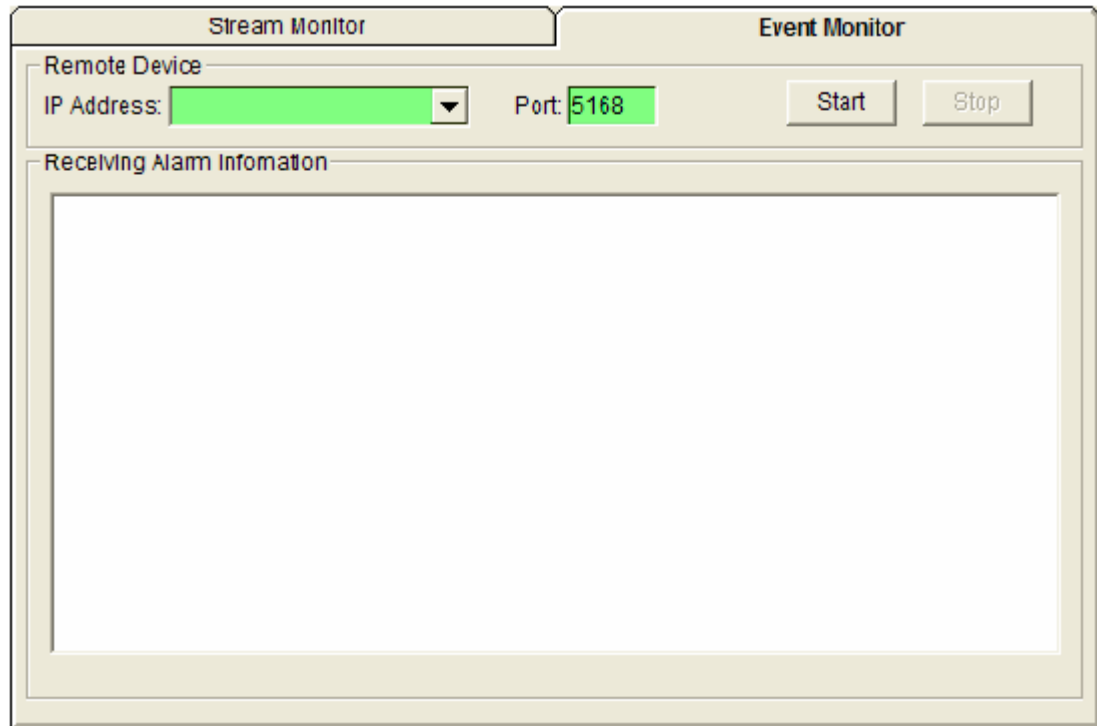 Stream Monitor Event Monitor
Remote Device
IP Address: Port: 5168 Start Stop
Receiving Alarm Infomation